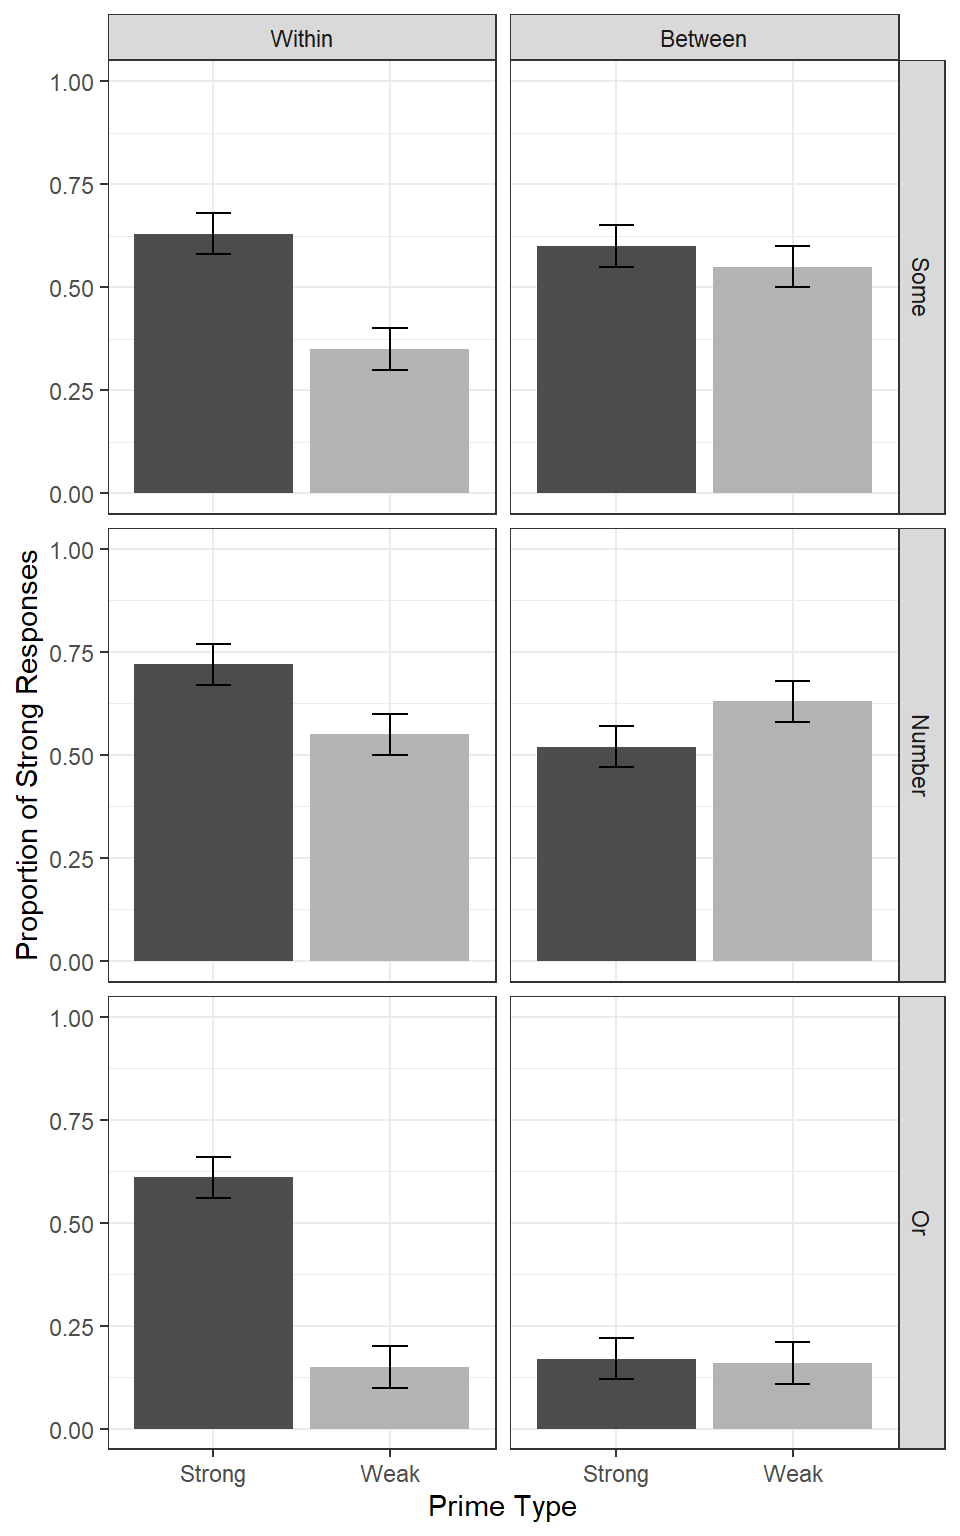 Within
Between
1.00
0.75
0.50
0.25
0.00
Some
1.00
0.75
0.50
0.25
0.00
Number
1.00
0.75
0.50
0.25
0.00
Or
Proportion of Strong Responses
Strong
Weak
Strong
Weak
Prime Type